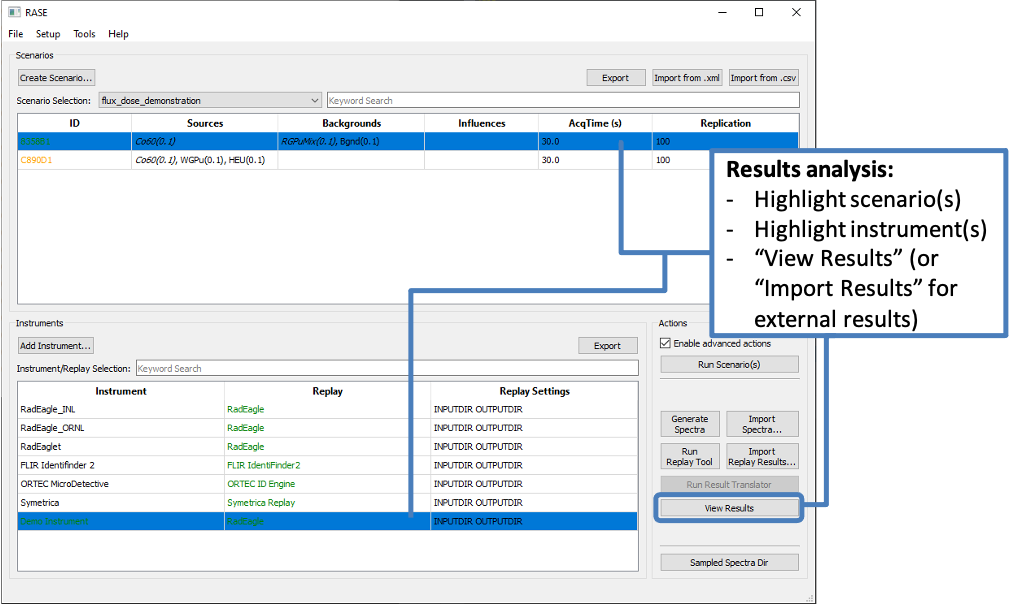 RASE
File Setup Tools Help
Scenarios
Create Scenario...
Export
Import from .xml
Import from .csv
Scenario Selection: flux_dose_demonstration
Keyword Search
ID Sources Backgrounds Influences AcqTime (s) Replication
Co60(0.1) RGPuMix(0.1), Bgnd(0.1) 30.0 100
C890D1 Co60(0.1), WGPu(0.1), HEU(0.1) 30.0 100
Results analysis:
- Highlight scenario(s)
- Highlight instrument(s)
- “View Results” (or
“Import Results” for
external results)
Instruments
Add Instrument...
Export
Instrument/Replay Selection: Keyword Search
Instrument Replay Replay Settings
RadEagle_INL RadEagle INPUTDIR OUTPUTDIR
RadEagle_ORNL RadEagle INPUTDIR OUTPUTDIR
RadEaglet RadEagle INPUTDIR OUTPUTDIR
FLIR Identifinder 2 FLIR IdentiFinder2 INPUTDIR OUTPUTDIR
ORTEC MicroDetective ORTEC ID Engine INPUTDIR OUTPUTDIR
Symetrica Symetrica Replay INPUTDIR OUTPUTDIR
Demo Instrument RadEagle INPUTDIR OUTPUTDIR
Actions
Enable advanced actions
Run Scenario(s)
Generate
Spectra
Import
Spectra...
Run
Replay Tool
Import
Replay Results...
Run Result Translator
View Results
Sampled Spectra Dir